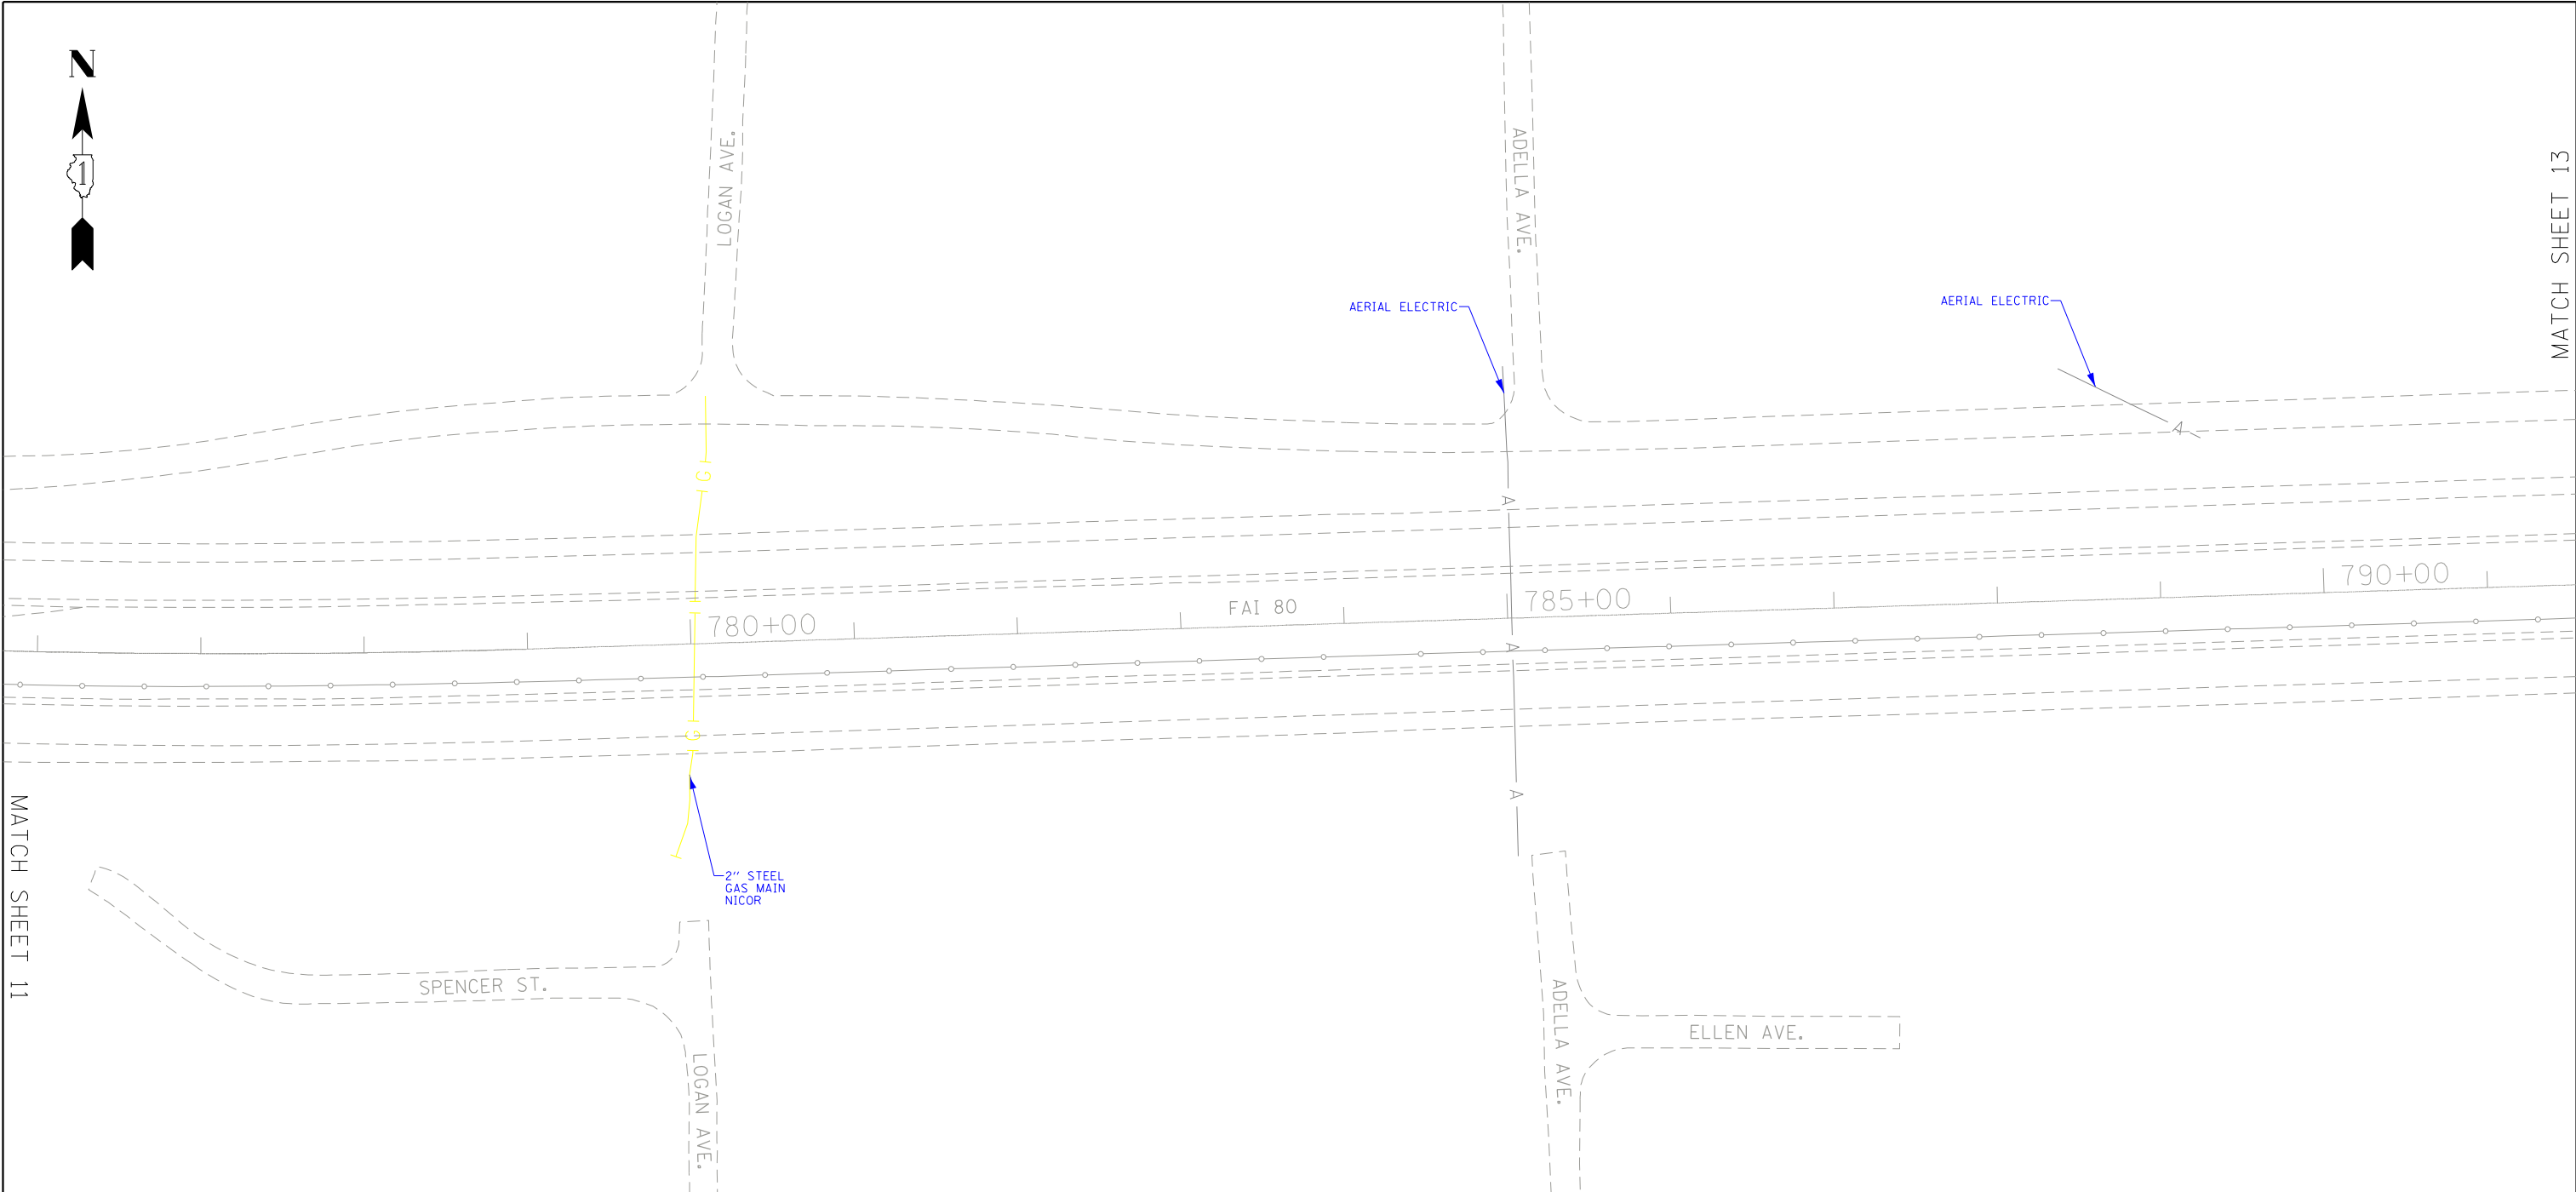 N
1
LOGAN AVE.
ADELLA AVE.
MATCH SHEET 13
AERIAL ELECTRIC
AERIAL ELECTRIC
G
A
A
780+00
FAI 80
785+00
790+00
A
G
A
MATCH SHEET 11
2" STEEL
GAS MAIN
NICOR
SPENCER ST.
LOGAN AVE.
ADELLA AVE.
ELLEN AVE.